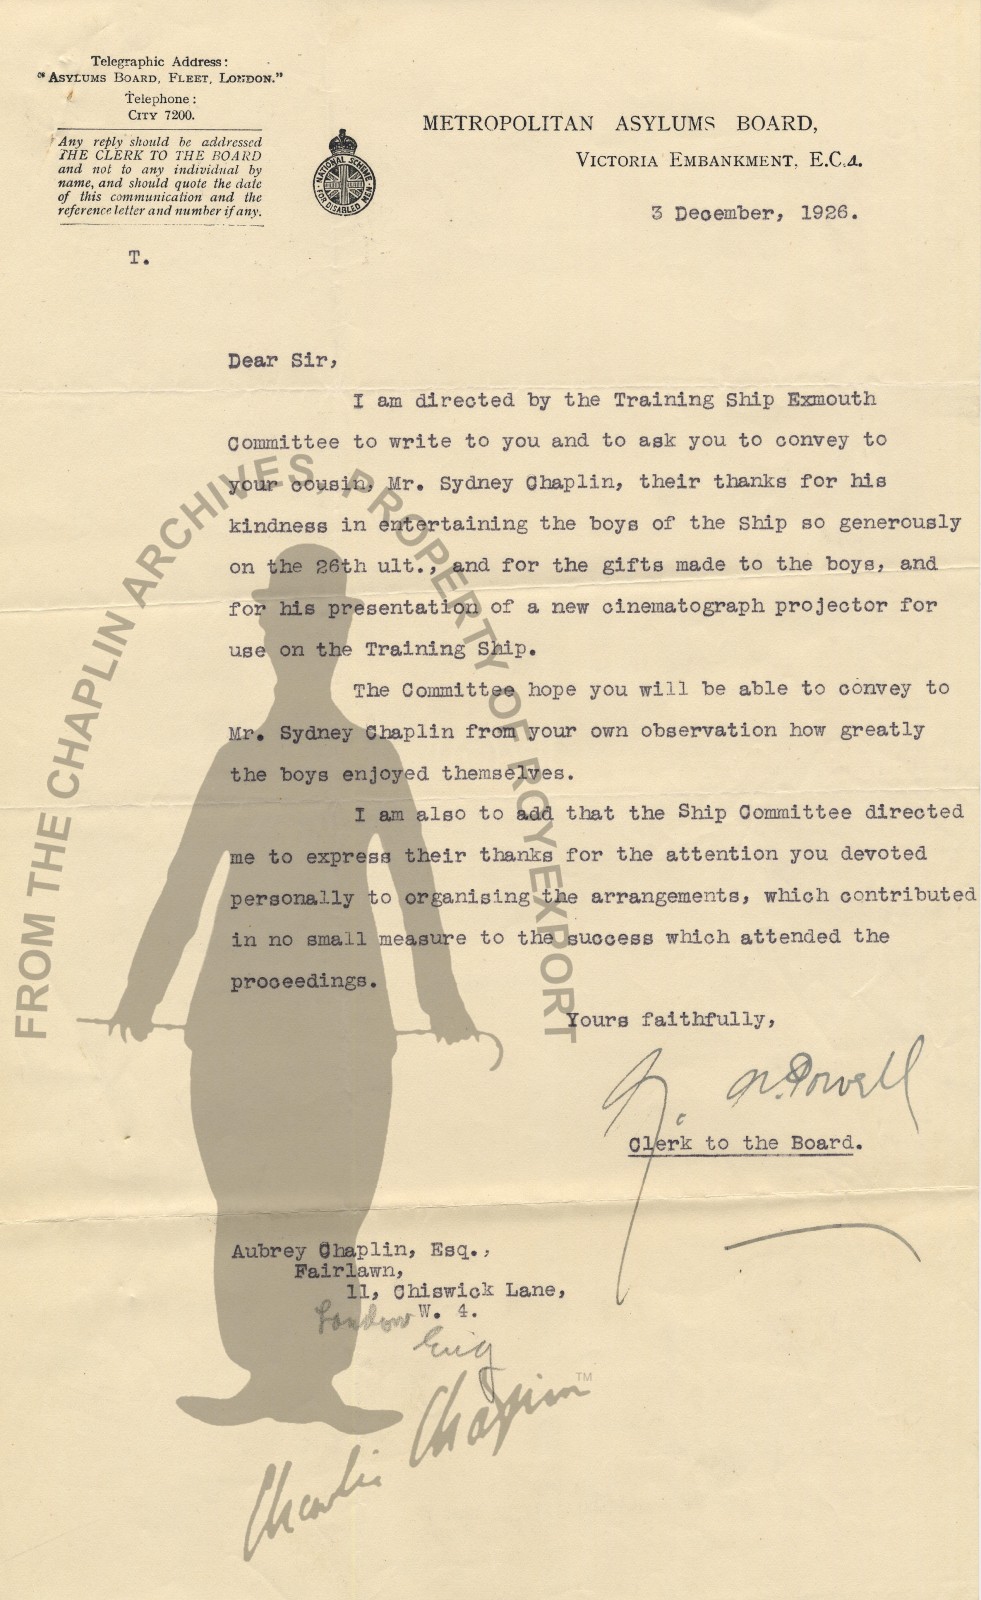 Telegraphic Address:
"Asylums Board, Fleet, London."
Telephone:
City 7200.
Any reply should be addressed
THE CLERK TO THE BOARD
and not to any individual by
name, and should quote the date
of this communication and the
reference letter and number if any.
NATIONAL SCHEME
FOR DISABLED MEN
METROPOLITAN ASYLUMS BOARD,
Victoria Embankment, E.C.4.
3 December, 1926.
T.
Dear Sir,
I am directed by the Training Ship Exmouth
Committee to write to you and to ask you to convey to
your cousin, Mr. Sydney Chaplin, their thanks for his
kindness in entertaining the boys of the Ship so generously
on the 26th ult., and for the gifts made to the boys, and
for his presentation of a new cinematograph projector for
use on the Training Ship.
The Committee hope you will be able to convey to
Mr. Sydney Chaplin from your own observation how greatly
the boys enjoyed themselves.
I am also to add that the Ship Committee directed
me to express their thanks for the attention you devoted
personally to organising the arrangements, which contributed
in no small measure to the success which attended the
proceedings.
Yours faithfully,
Powell
Clerk to the Board.
Aubrey Chaplin, Esq.,
Fairlawn,
11, Chiswick Lane,
London W. 4.
Eng
Charlie Chaplin ™
FROM THE CHAPLIN ARCHIVES, PROPERTY OF ROY EXPORT